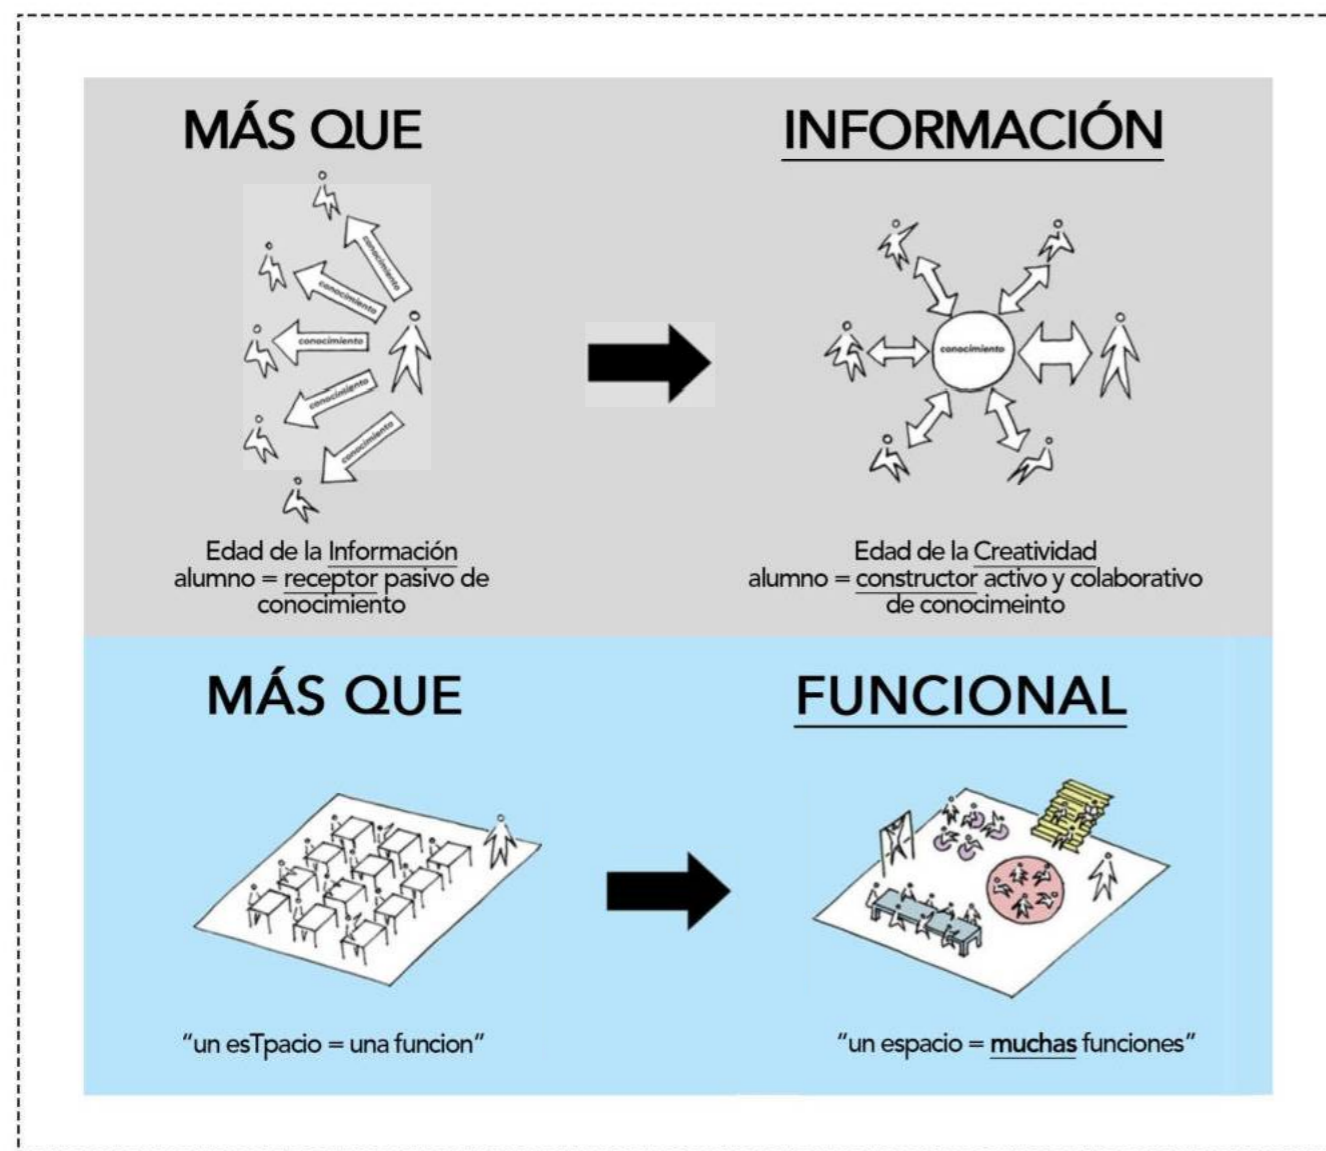 MÁS QUE
INFORMACIÓN
conocimiento
conocimiento
conocimiento
conocimiento
conocimiento
conocimiento
Edad de la Información
alumno = receptor pasivo de
conocimiento
Edad de la Creatividad
alumno = constructor activo y colaborativo
de conocimeinto
MÁS QUE
FUNCIONAL
"un esTpacio = una funcion"
"un espacio = muchas funciones"